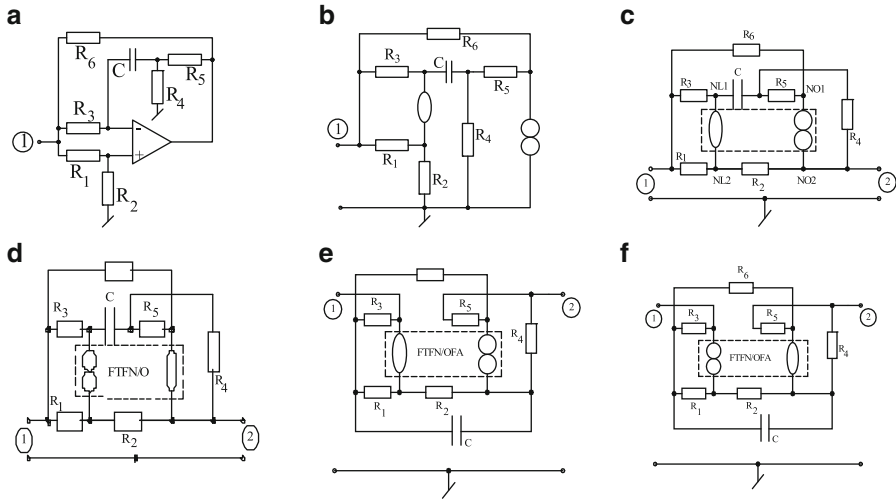 a
R6
C
R5
R4
R3
1
-
+
R1
R2
b
R6
R3
C
R5
1
R1
R4
R2
c
R6
R3
NL1
C
R5
NO1
R4
R1
1
NL2
R2
NO2
2
d
R3
C
R5
FTFN/O
R4
R1
1
R2
2
e
1
R3
R5
2
FTFN/OFA
R4
R1
R2
C
f
R6
1
R3
R5
2
FTFN/OFA
R4
R1
R2
C